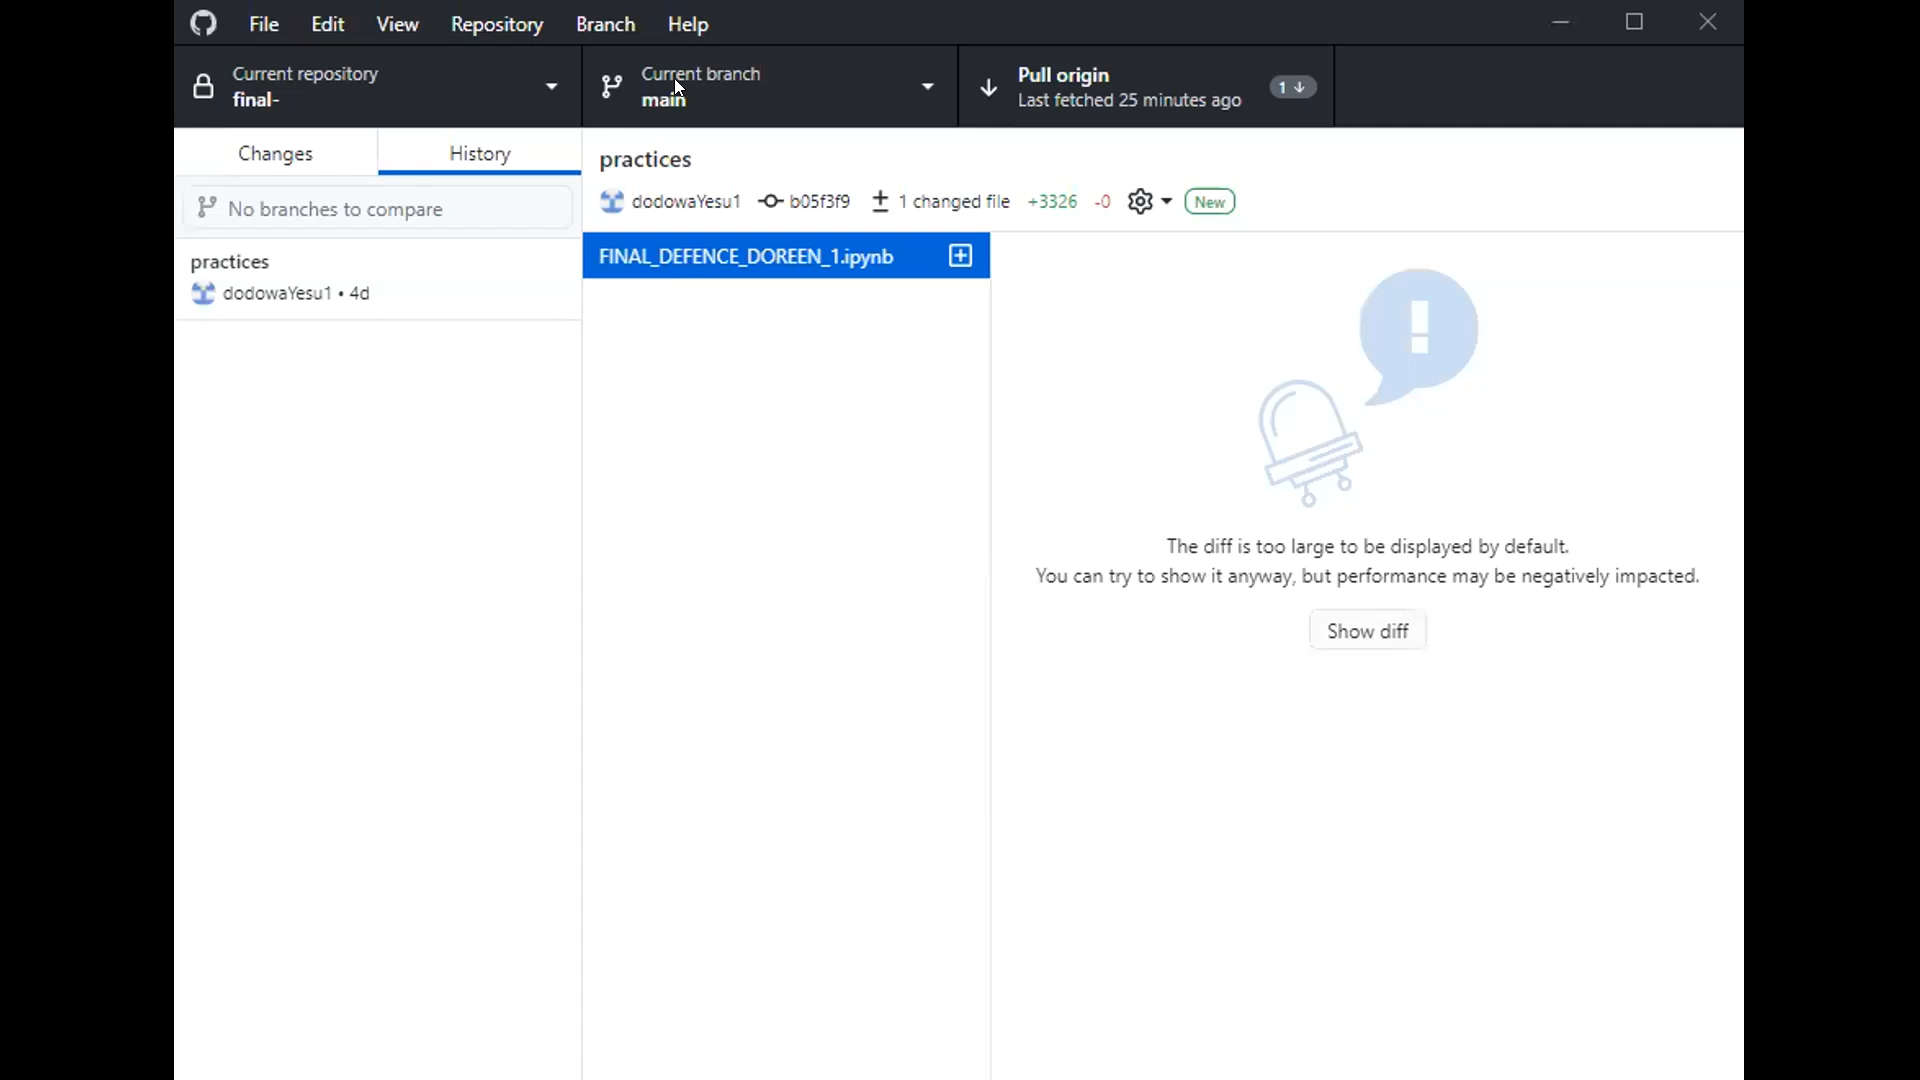 File Edit View Repository Branch Help
Current repository
final-
Current branch
main
Pull origin
Last fetched 25 minutes ago
1
Changes
History
No branches to compare
practices
dodowaYesu1 • 4d
practices
dodowaYesu1 b05f3f9 1 changed file +3326 -0 New
FINAL_DEFENCE_DOREEN_1.ipynb
The diff is too large to be displayed by default.
You can try to show it anyway, but performance may be negatively impacted.
Show diff